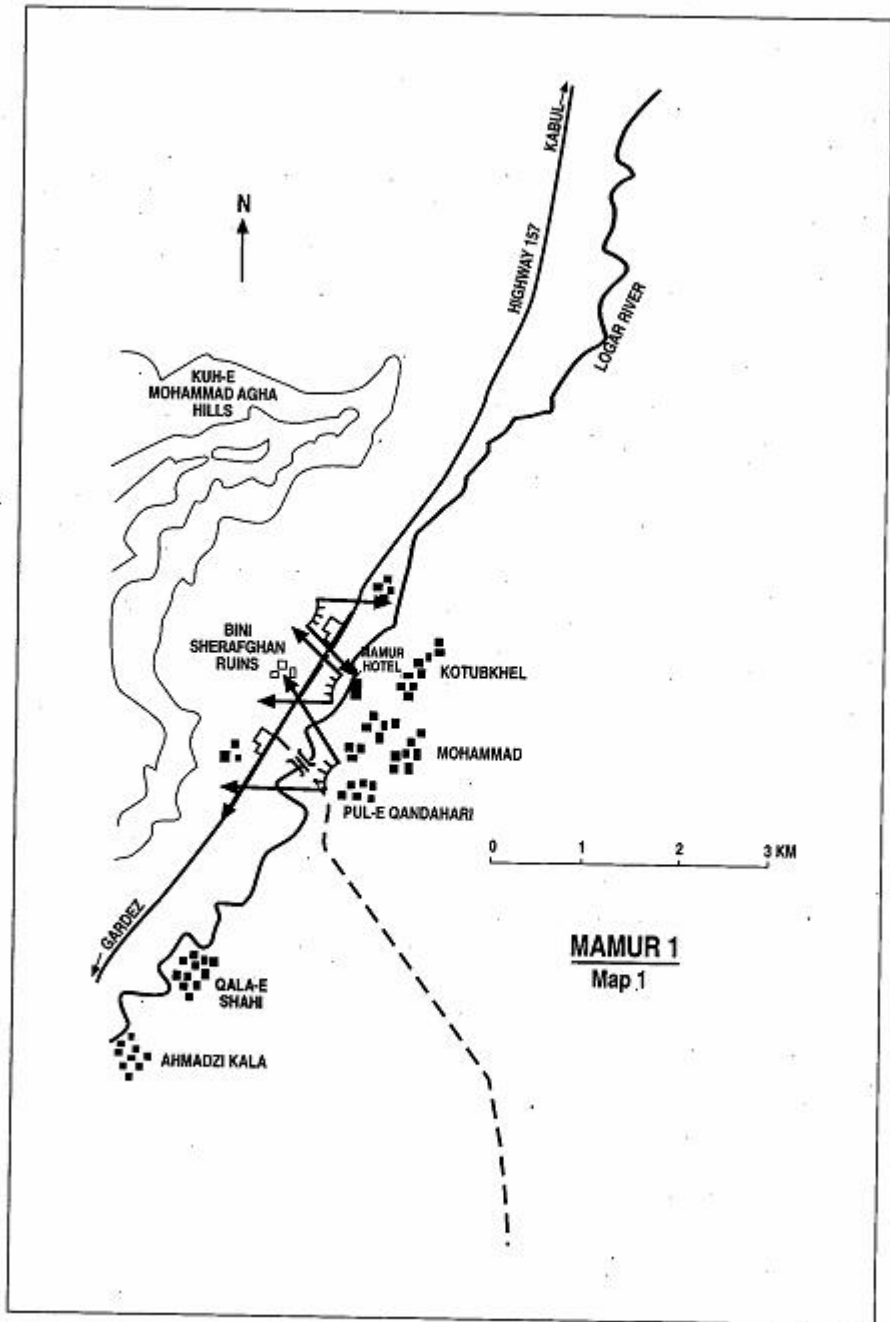 KABUL
N
HIGHWAY 157
LOGAR RIVER
KUH-E
MOHAMMAD AGHA
HILLS
BINI
SHERAFGHAN
RUINS
MAMUR
HOTEL
KOTUBKHEL
MOHAMMAD
PUL-E QANDAHARI
0 1 2 3 KM
GARDEZ
MAMUR 1
Map 1
QALA-E
SHAHI
AHMADZI KALA